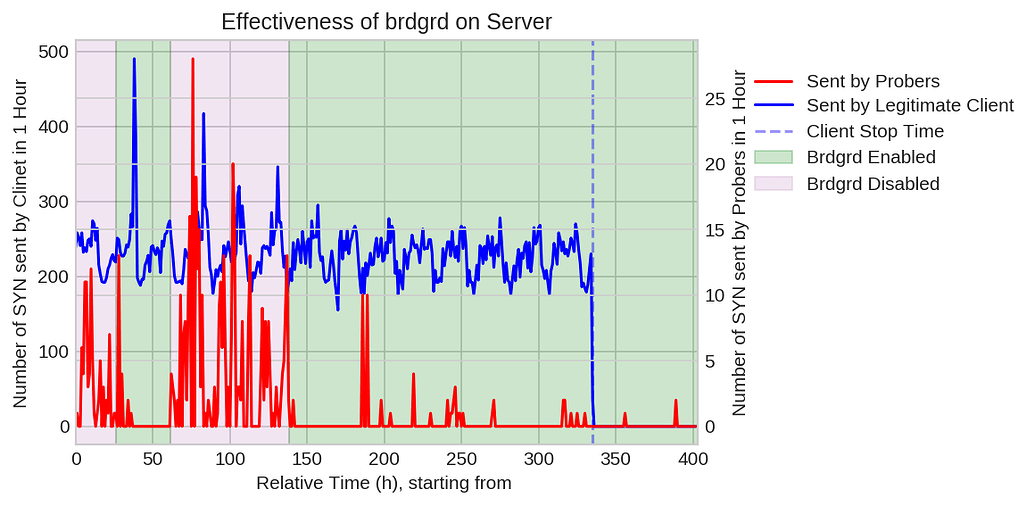 Effectiveness of brdgrd on Server
Number of SYN sent by Clinet in 1 Hour
500
400
300
200
100
0
25
20
15
10
5
0
Number of SYN sent by Probers in 1 Hour
0 50 100 150 200 250 300 350 400
Relative Time (h), starting from
Sent by Probers
Sent by Legitimate Client
Client Stop Time
Brdgrd Enabled
Brdgrd Disabled